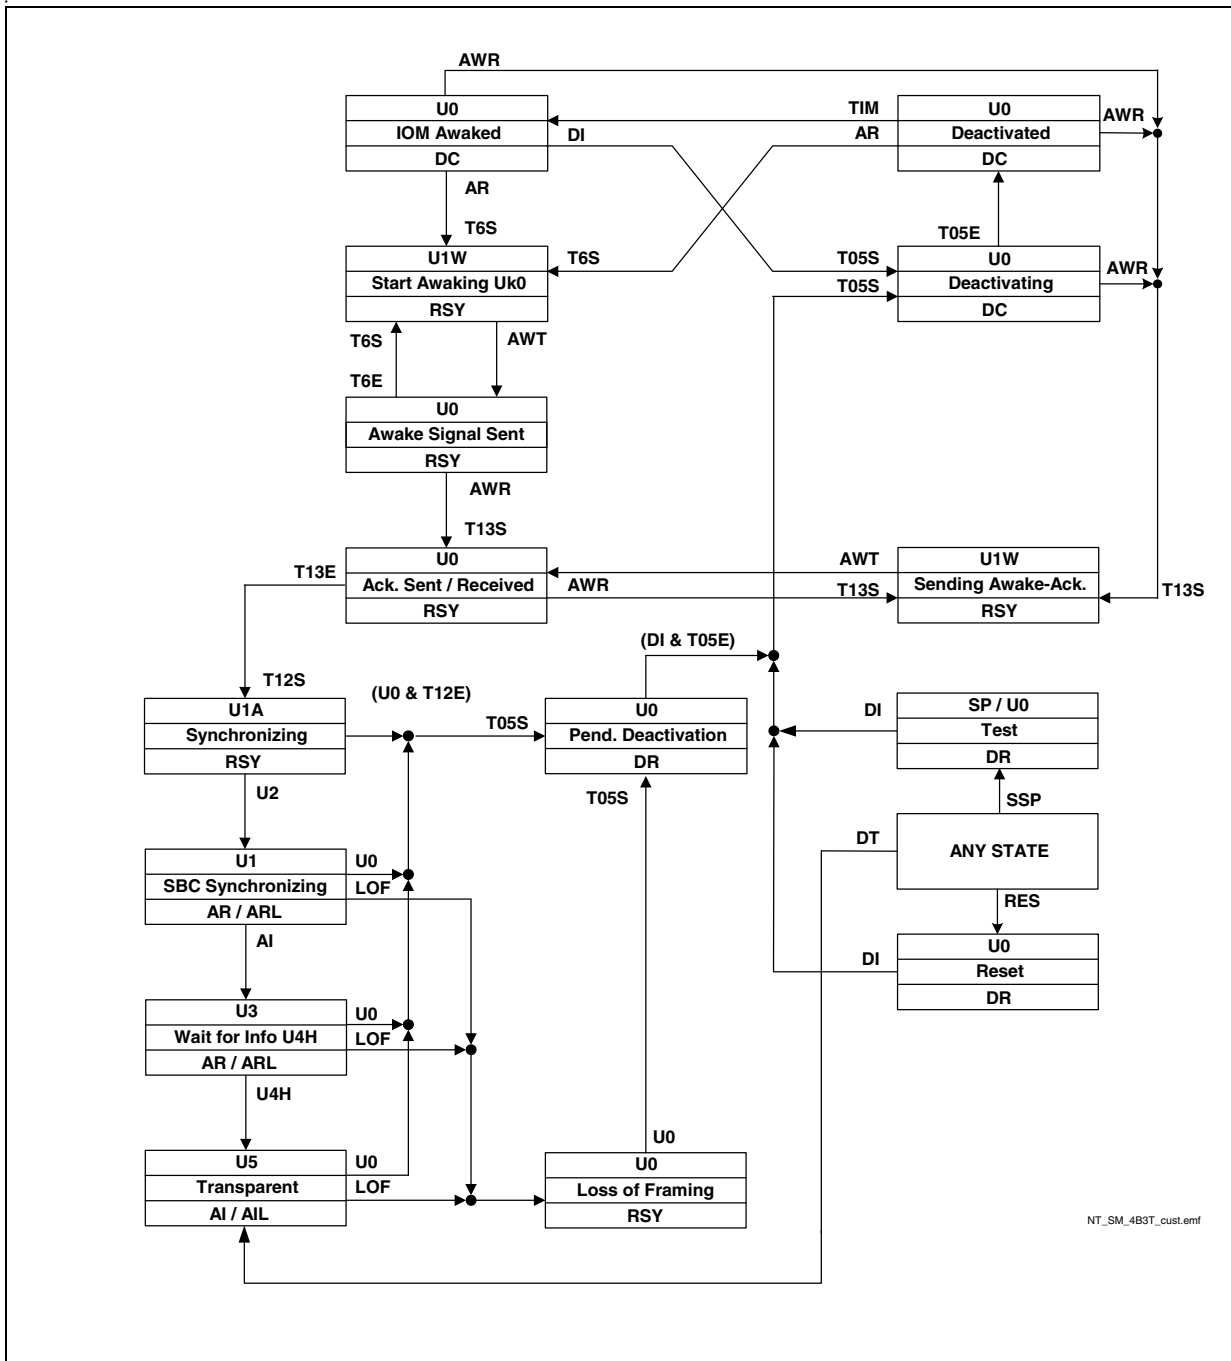 AWR
U0
IOM Awaked
DC
TIM
DI
AR
U0
Deactivated
DC
AWR
AR
T6S
T05E
U1W
Start Awaking Uk0
RSY
T6S
T05S
T05S
U0
Deactivating
DC
AWR
T6S
AWT
T6E
U0
Awake Signal Sent
RSY
AWR
T13S
T13E
U0
Ack. Sent / Received
RSY
AWT
AWR
T13S
U1W
Sending Awake-Ack.
RSY
T13S
(DI & T05E)
T12S
(U0 & T12E)
U1A
Synchronizing
RSY
T05S
U0
Pend. Deactivation
DR
DI
SP / U0
Test
DR
U2
T05S
SSP
U1
SBC Synchronizing
AR / ARL
U0
LOF
DT
ANY STATE
AI
RES
U3
Wait for Info U4H
AR / ARL
U0
LOF
DI
U0
Reset
DR
U4H
U0
U5
Transparent
AI / AIL
U0
LOF
U0
Loss of Framing
RSY
NT_SM_4B3T_cust.emf